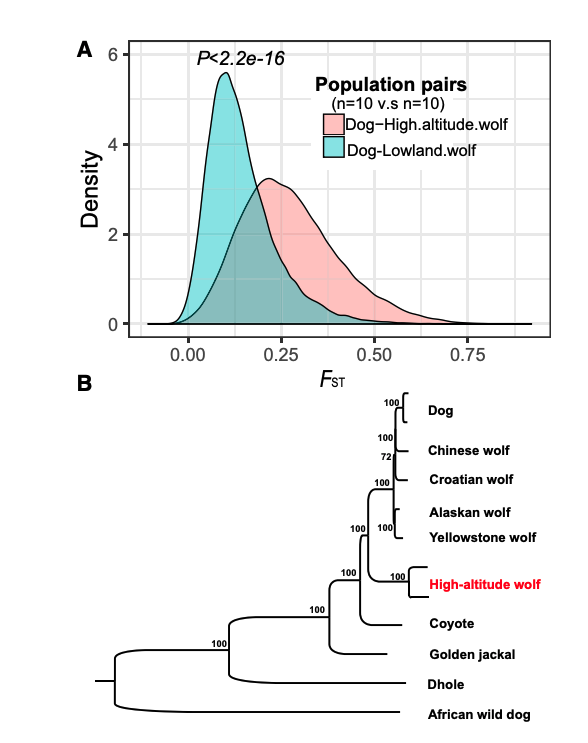 A
P<2.2e-16
Population pairs
(n=10 v.s n=10)
Dog−High.altitude.wolf
Dog-Lowland.wolf
Density
6
4
2
0
0.00 0.25 0.50 0.75
FST
B
100
Dog
100
Chinese wolf
72
Croatian wolf
100
Alaskan wolf
100
Yellowstone wolf
100
100
High-altitude wolf
100
Coyote
100
Golden jackal
100
Dhole
African wild dog